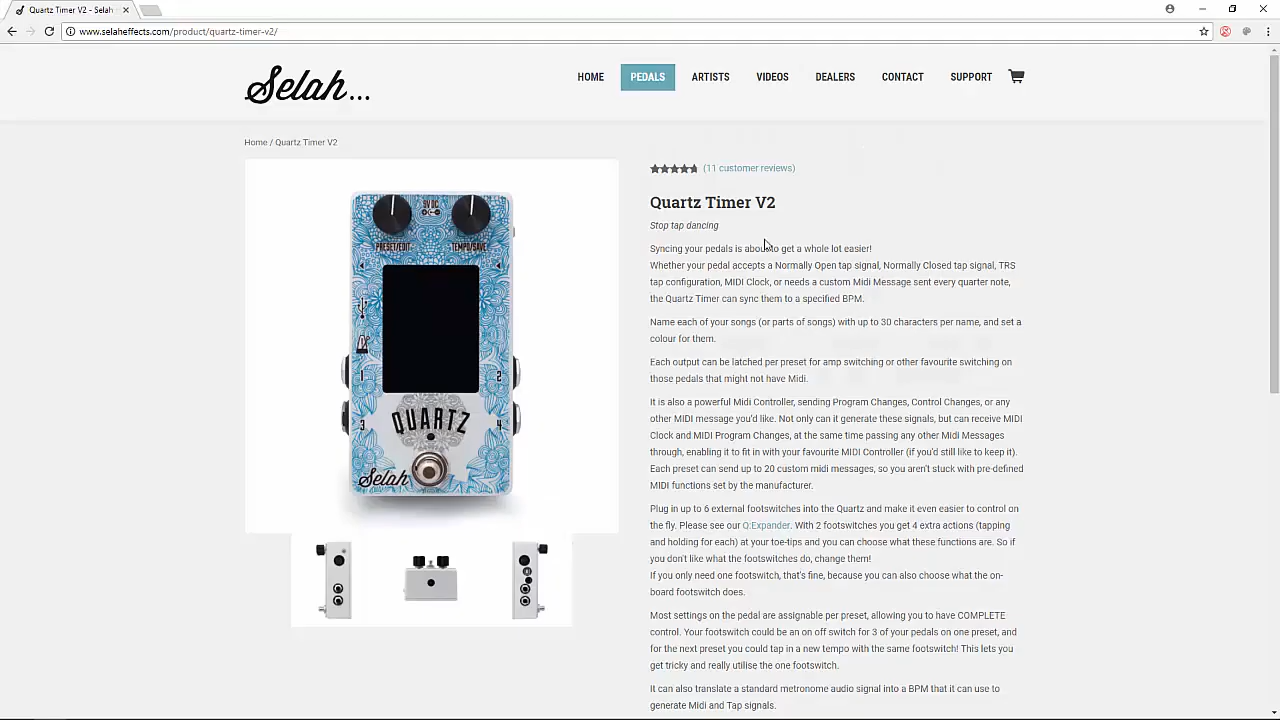 Quartz Timer V2 - Selah
www.selaheffects.com/product/quartz-timer-v2/
Selah...
HOME PEDALS ARTISTS VIDEOS DEALERS CONTACT SUPPORT
Home / Quartz Timer V2
(11 customer reviews)
Quartz Timer V2
Stop tap dancing
Syncing your pedals is about to get a whole lot easier!
Whether your pedal accepts a Normally Open tap signal, Normally Closed tap signal, TRS
tap configuration, MIDI Clock, or needs a custom Midi Message sent every quarter note,
the Quartz Timer can sync them to a specified BPM.
Name each of your songs (or parts of songs) with up to 30 characters per name, and set a
colour for them.
Each output can be latched per preset for amp switching or other favourite switching on
those pedals that might not have Midi.
It is also a powerful Midi Controller, sending Program Changes, Control Changes, or any
other MIDI message you'd like. Not only can it generate these signals, but can receive MIDI
Clock and MIDI Program Changes, at the same time passing any other Midi Messages
through, enabling it to fit in with your favourite MIDI Controller (if you'd still like to keep it).
Each preset can send up to 20 custom midi messages, so you aren't stuck with pre-defined
MIDI functions set by the manufacturer.
Plug in up to 6 external footswitches into the Quartz and make it even easier to control on
the fly. Please see our Q:Expander. With 2 footswitches you get 4 extra actions (tapping
and holding for each) at your toe-tips and you can choose what these functions are. So if
you don't like what the footswitches do, change them!
If you only need one footswitch, that's fine, because you can also choose what the on-
board footswitch does.
Most settings on the pedal are assignable per preset, allowing you to have COMPLETE
control. Your footswitch could be an on off switch for 3 of your pedals on one preset, and
for the next preset you could tap in a new tempo with the same footswitch! This lets you
get tricky and really utilise the one footswitch.
It can also translate a standard metronome audio signal into a BPM that it can use to
generate Midi and Tap signals.
9V DC
PRESET/EDIT TEMPO/SAVE
1 2
3 4
QUARTZ
Selah